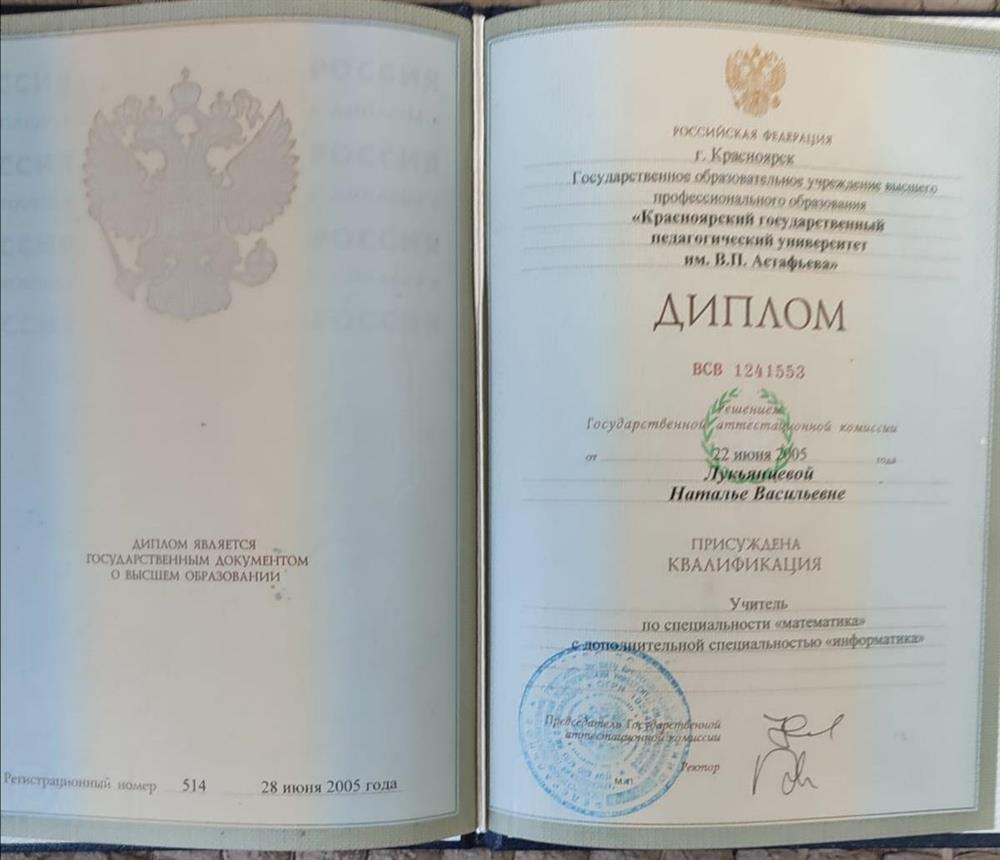 ДИПЛОМ ЯВЛЯЕТСЯ
ГОСУДАРСТВЕННЫМ ДОКУМЕНТОМ
О ВЫСШЕМ ОБРАЗОВАНИИ
Регистрационный номер 514 28 июня 2005 года
РОССИЙСКАЯ ФЕДЕРАЦИЯ
г. Красноярск
Государственное образовательное учреждение высшего
профессионального образования
«Красноярский государственный
педагогический университет
им. В.П. Астафьева»
ДИПЛОМ
ВСВ 1241553
Решением
Государственной аттестационной комиссии
от 22 июня 2005 года
Лукьянцевой
Наталье Васильевне
ПРИСУЖДЕНА
КВАЛИФИКАЦИЯ
Учитель
по специальности «математика»
с дополнительной специальностью «информатика»
Председатель Государственной
аттестационной комиссии
Ректор
М.П.